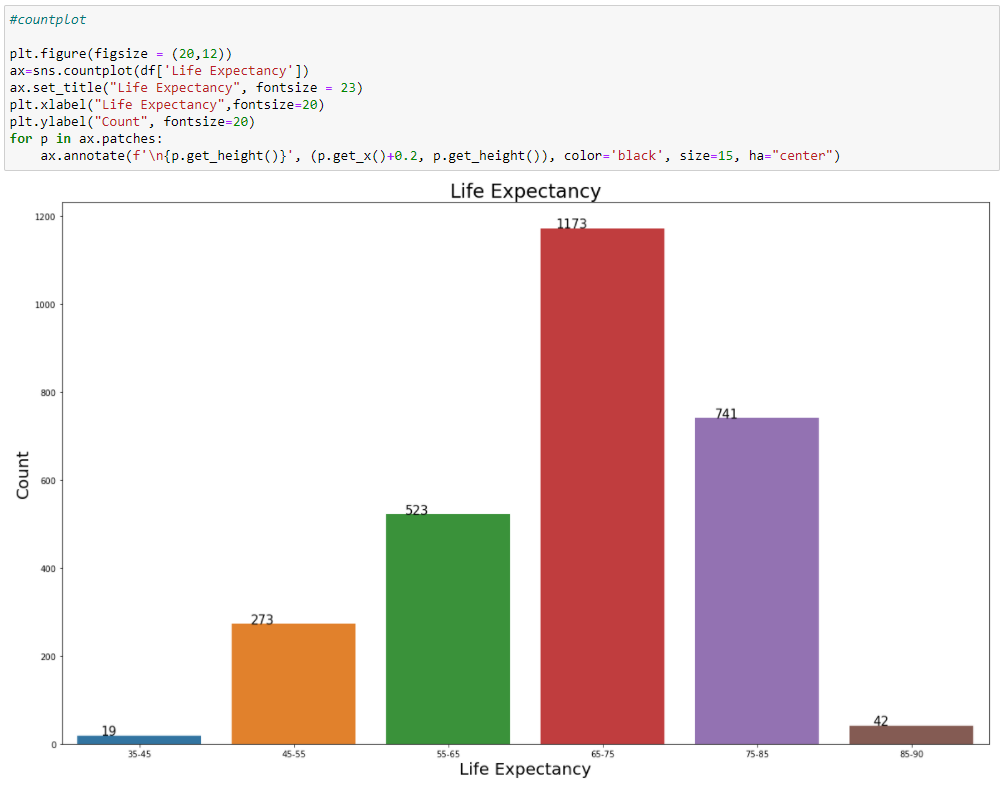 #countplot
plt.figure(figsize = (20,12))
ax=sns.countplot(df['Life Expectancy'])
ax.set_title("Life Expectancy", fontsize = 23)
plt.xlabel("Life Expectancy",fontsize=20)
plt.ylabel("Count", fontsize=20)
for p in ax.patches:
    ax.annotate(f'\n{p.get_height()}', (p.get_x()+0.2, p.get_height()), color='black', size=15, ha="center")
Life Expectancy
1200
1000
800
600
400
200
0
Count
19
273
523
1173
741
42
35-45
45-55
55-65
65-75
75-85
85-90
Life Expectancy